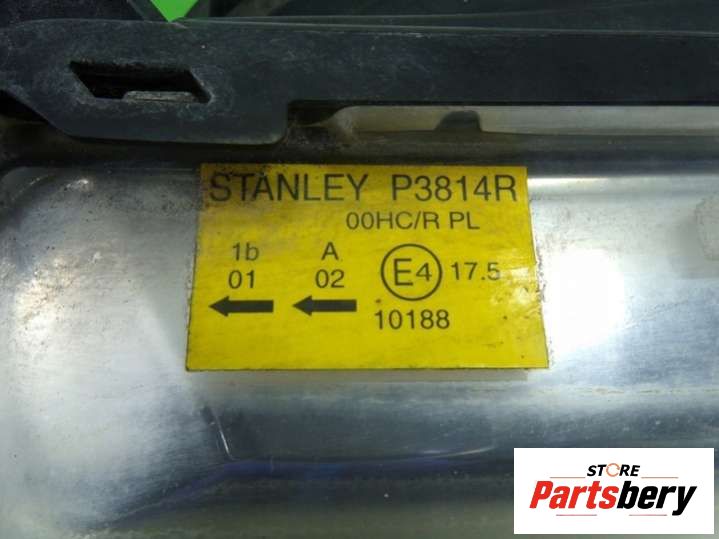 STANLEY P3814R
00HC/R PL
1b A
01 02 E4 17.5
10188
STORE
Partsbery